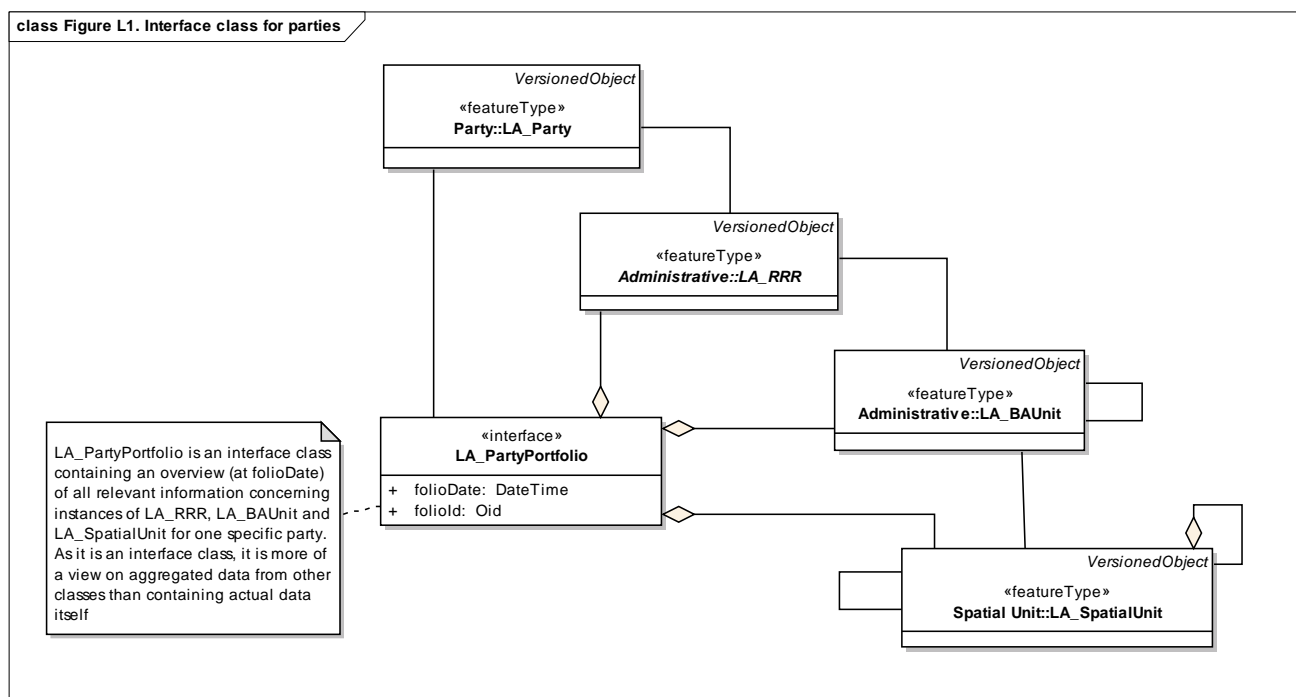 class Figure L1. Interface class for parties
VersionedObject
«featureType»
Party::LA_Party
VersionedObject
«featureType»
Administrative::LA_RRR
VersionedObject
«featureType»
Administrative::LA_BAUnit
«interface»
LA_PartyPortfolio
+ folioDate: DateTime
+ folioId: Oid
LA_PartyPortfolio is an interface class
containing an overview (at folioDate)
of all relevant information concerning
instances of LA_RRR, LA_BAUnit and
LA_SpatialUnit for one specific party.
As it is an interface class, it is more of
a view on aggregated data from other
classes than containing actual data
itself
VersionedObject
«featureType»
Spatial Unit::LA_SpatialUnit